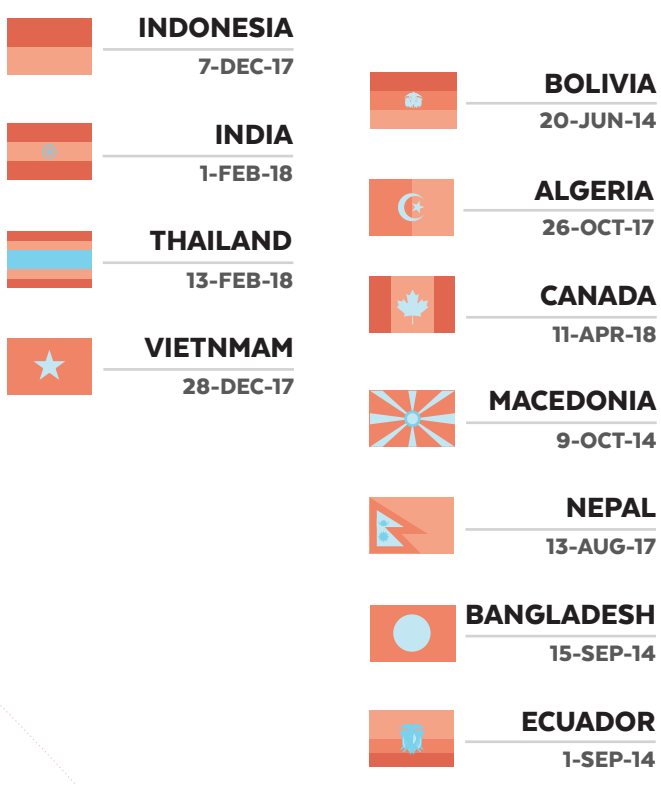 INDONESIA
7-DEC-17
INDIA
1-FEB-18
THAILAND
13-FEB-18
VIETNMAM
28-DEC-17
BOLIVIA
20-JUN-14
ALGERIA
26-OCT-17
CANADA
11-APR-18
MACEDONIA
9-OCT-14
NEPAL
13-AUG-17
BANGLADESH
15-SEP-14
ECUADOR
1-SEP-14